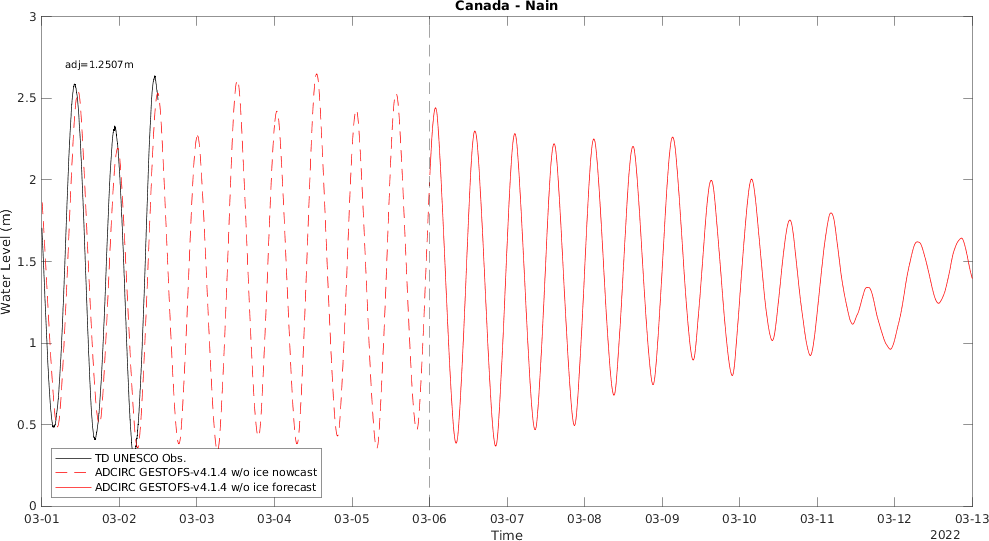 Canada - Nain
adj=1.2507m
Water Level (m)
3
2.5
2
1.5
1
0.5
0
TD UNESCO Obs.
ADCIRC GESTOFS-v4.1.4 w/o ice nowcast
ADCIRC GESTOFS-v4.1.4 w/o ice forecast
03-01 03-02 03-03 03-04 03-05 03-06 03-07 03-08 03-09 03-10 03-11 03-12 03-13
Time
2022